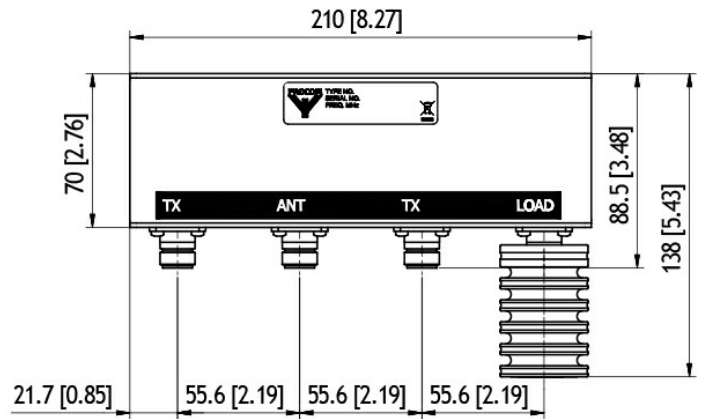 210 [8.27]
PROCOM
TYPE NO.
SERIAL NO.
FREQ. MHz
70 [2.76]
88.5 [3.48]
138 [5.43]
TX ANT TX LOAD
21.7 [0.85] 55.6 [2.19] 55.6 [2.19] 55.6 [2.19]